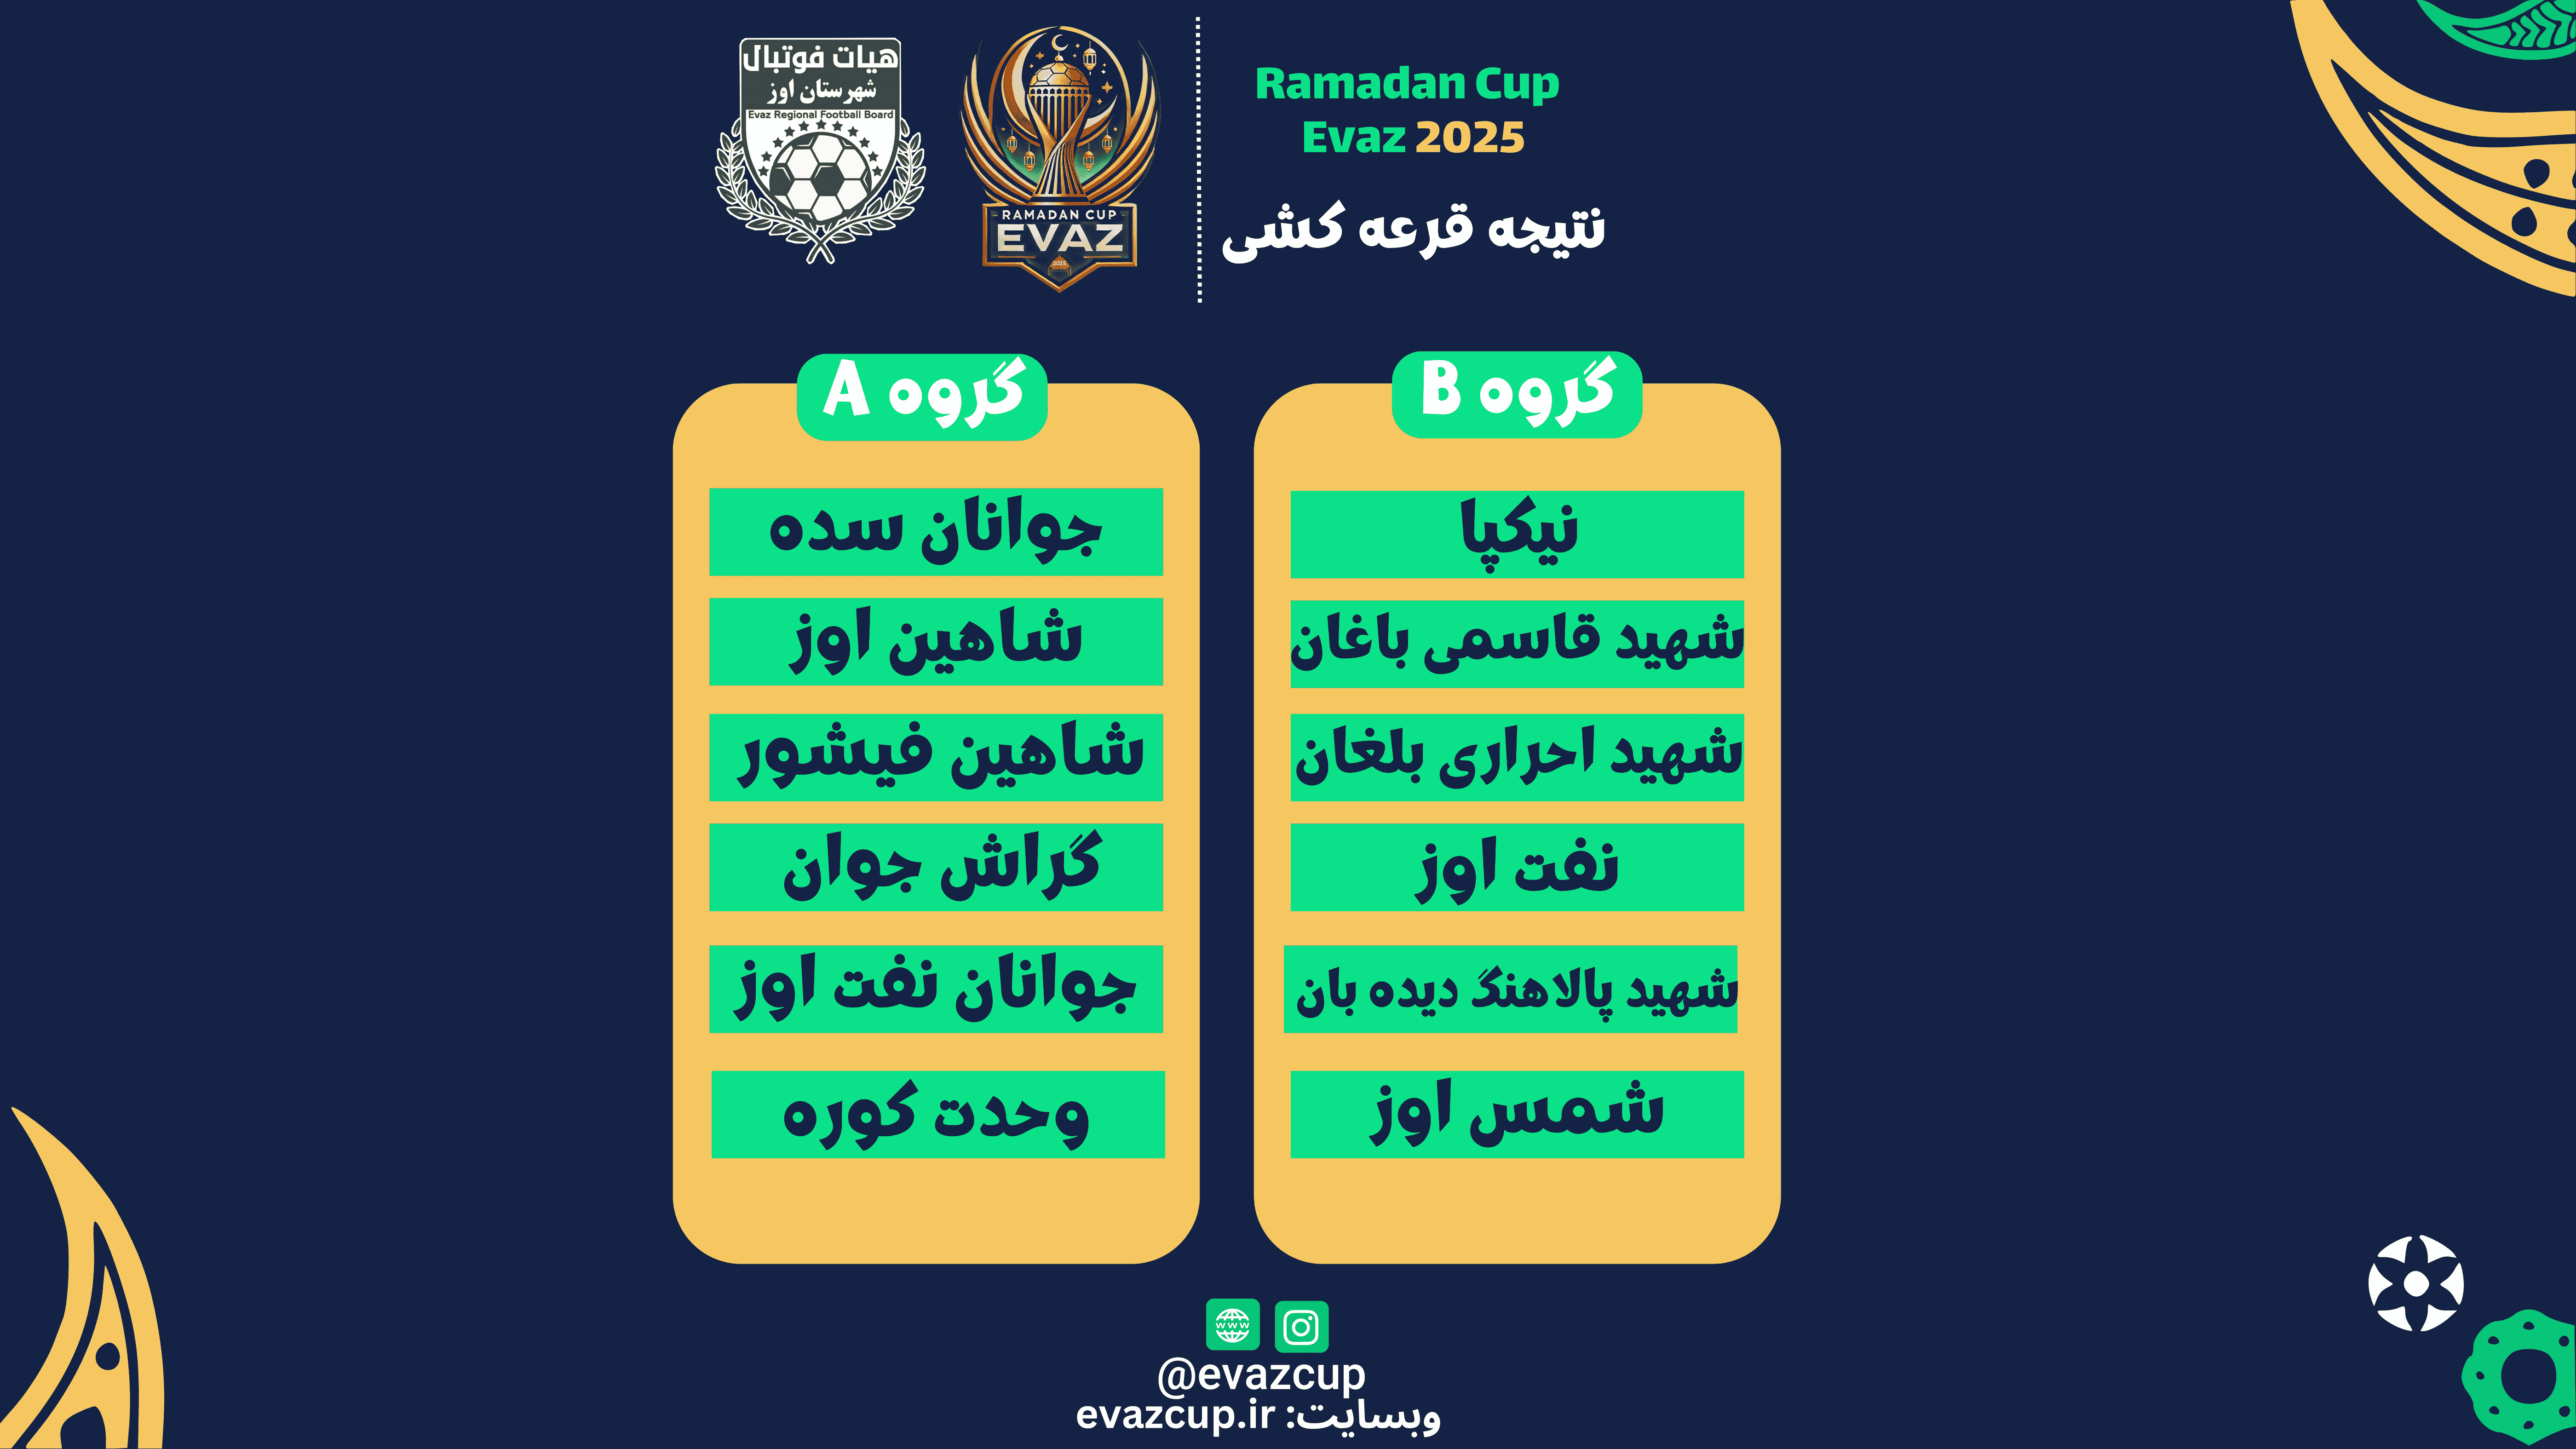 هیات فوتبال
شهرستان اوز
Evaz Regional Football Board
RAMADAN CUP
EVAZ
2025
Ramadan Cup
Evaz 2025
نتیجه قرعه کشی
گروه A
جوانان سده
شاهین اوز
شاهین فیشور
گراش جوان
جوانان نفت اوز
وحدت کوره
گروه B
نیکپا
شهید قاسمی باغان
شهید احراری بلغان
نفت اوز
شهید پالاهنگ دیده بان
شمس اوز
www
@evazcup
وبسایت: evazcup.ir